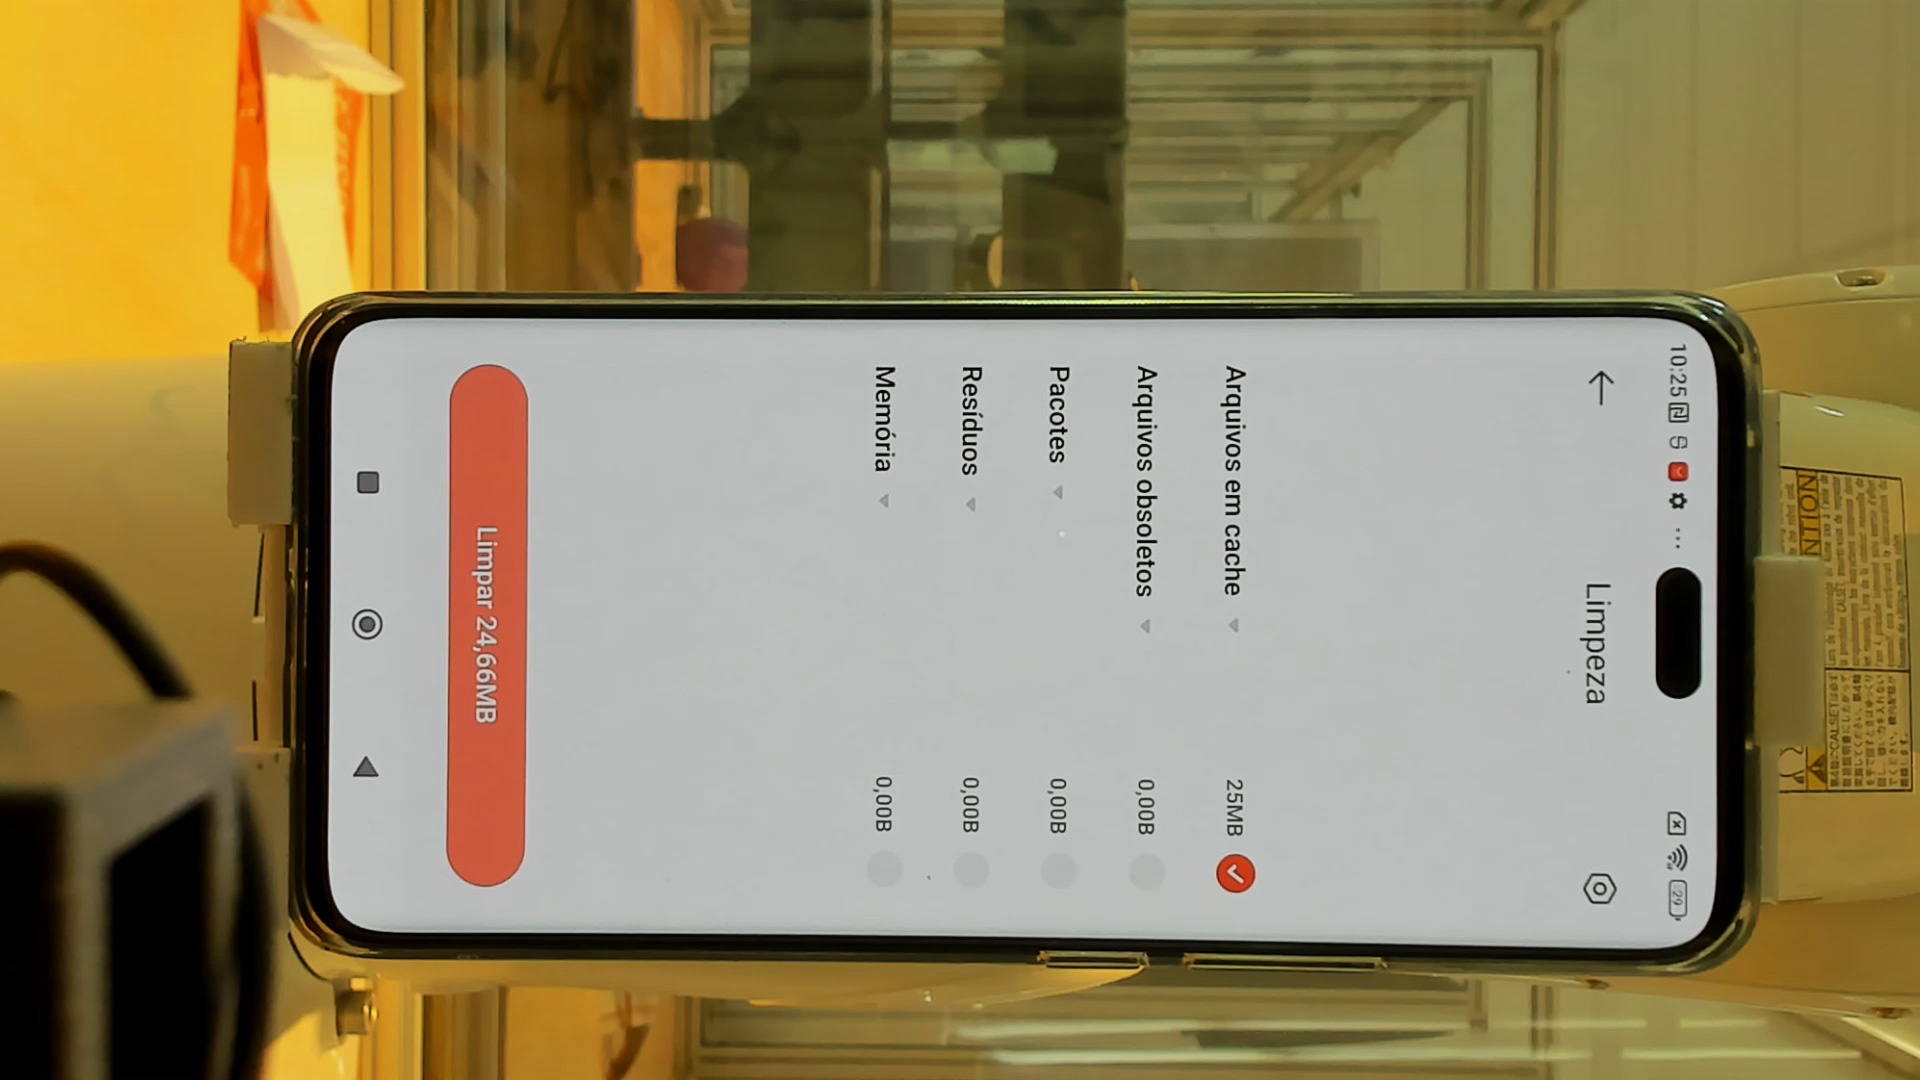 10:25
29
Limpeza
Arquivos em cache 25MB
Arquivos obsoletos 0,00B
Pacotes 0,00B
Resíduos 0,00B
Memória 0,00B
Limpar 24,66MB